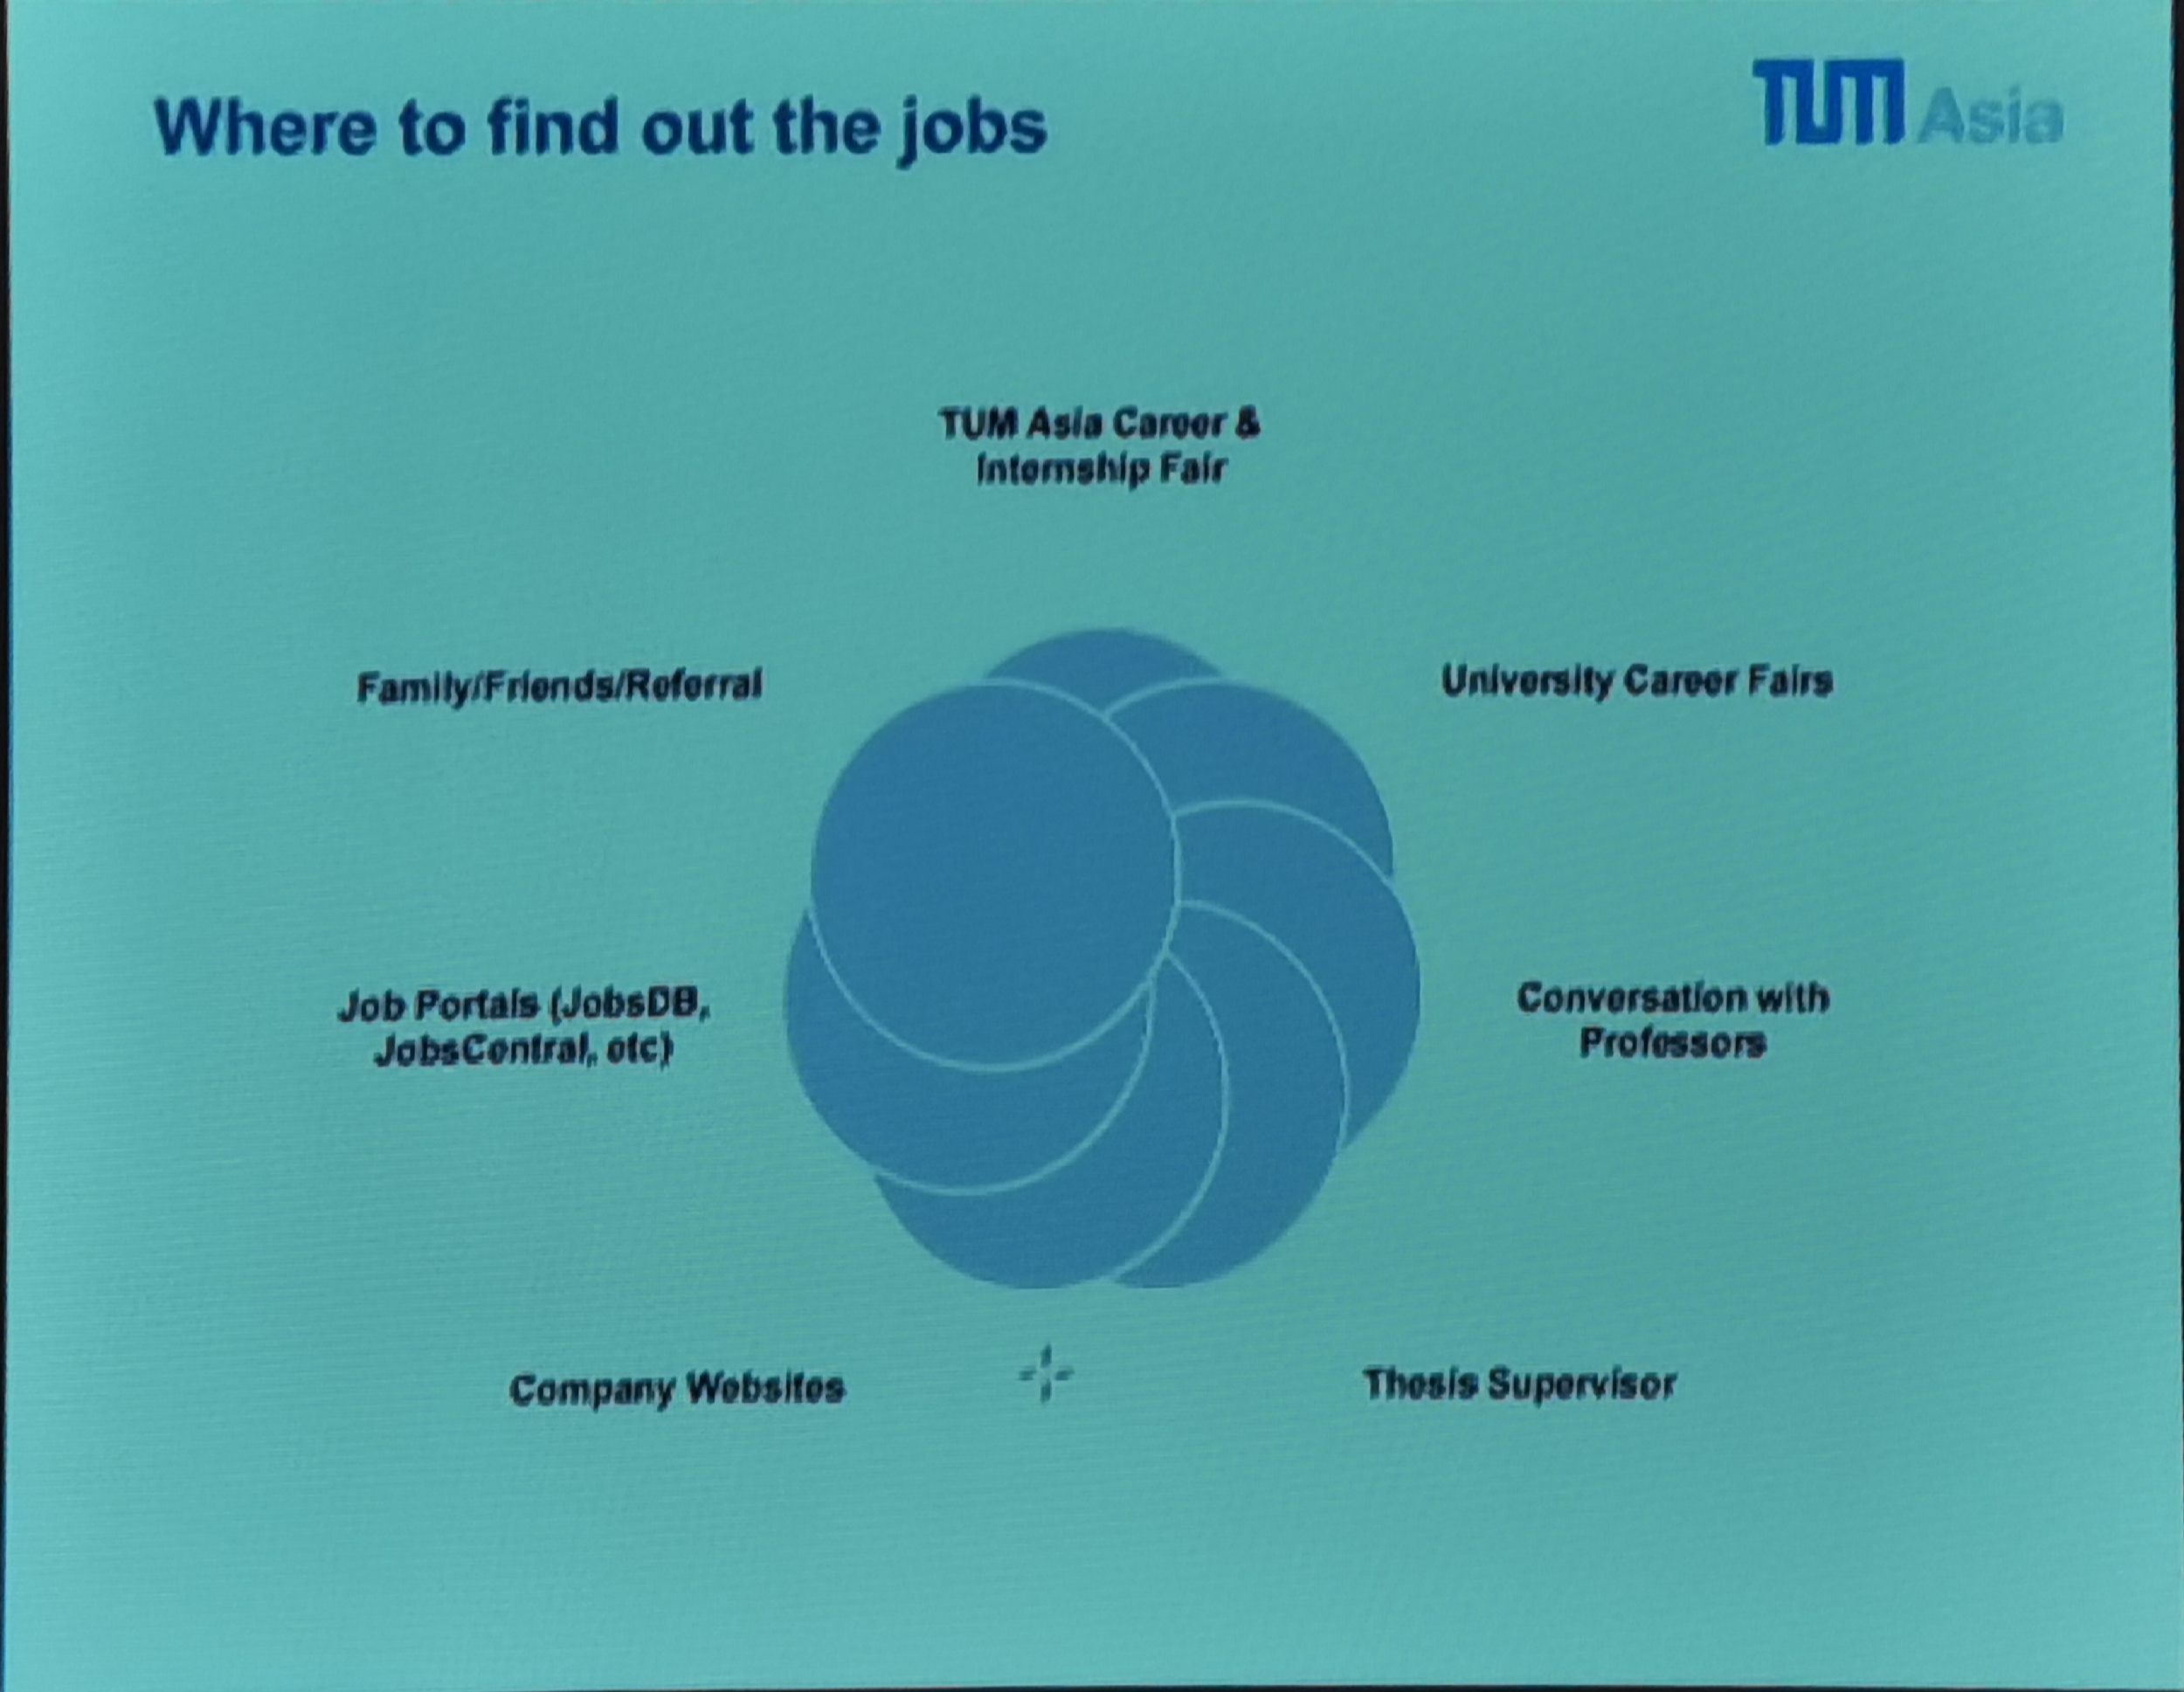 Where to find out the jobs
TUM Asia
TUM Asia Career &
Internship Fair
University Career Fairs
Conversation with
Professors
Thesis Supervisor
Company Websites
Job Portals (JobsDB,
JobsCentral, etc)
Family/Friends/Referral